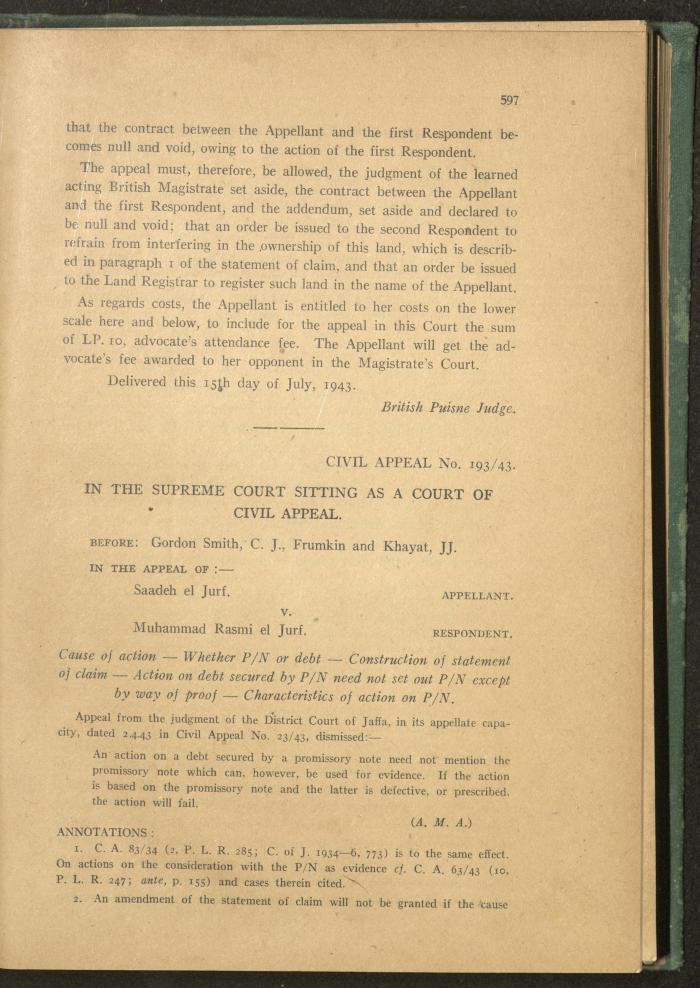 597
that the contract between the Appellant and the first Respondent be-
comes null and void, owing to the action of the first Respondent.
The appeal must, therefore, be allowed, the judgment of the learned
acting British Magistrate set aside, the contract between the Appellant
and the first Respondent, and the addendum, set aside and declared to
be null and void; that an order be issued to the second Respondent to
refrain from interfering in the ownership of this land, which is describ-
ed in paragraph 1 of the statement of claim, and that an order be issued
to the Land Registrar to register such land in the name of the Appellant.
As regards costs, the Appellant is entitled to her costs on the lower
scale here and below, to include for the appeal in this Court the sum
of LP. 10, advocate's attendance fee. The Appellant will get the ad-
vocate's fee awarded to her opponent in the Magistrate's Court.
Delivered this 15th day of July, 1943.
British Puisne Judge.
CIVIL APPEAL No. 193/43.
IN THE SUPREME COURT SITTING AS A COURT OF
CIVIL APPEAL.
BEFORE: Gordon Smith, C. J., Frumkin and Khayat, JJ.
IN THE APPEAL OF :—
Saadeh el Jurf. APPELLANT.
v.
Muhammad Rasmi el Jurf. RESPONDENT.
Cause of action — Whether P/N or debt — Construction of statement
of claim — Action on debt secured by P/N need not set out P/N except
by way of proof — Characteristics of action on P/N.
Appeal from the judgment of the District Court of Jaffa, in its appellate capa-
city, dated 2.4.43 in Civil Appeal No. 23/43, dismissed:—
An action on a debt secured by a promissory note need not mention the
promissory note which can, however, be used for evidence. If the action
is based on the promissory note and the latter is defective, or prescribed,
the action will fail.
(A. M. A.)
ANNOTATIONS :
1. C. A. 83/34 (2, P. L. R. 285; C. of J. 1934—6, 773) is to the same effect.
On actions on the consideration with the P/N as evidence cf. C. A. 63/43 (10,
P. L. R. 247; ante, p. 155) and cases therein cited.
2. An amendment of the statement of claim will not be granted if the cause